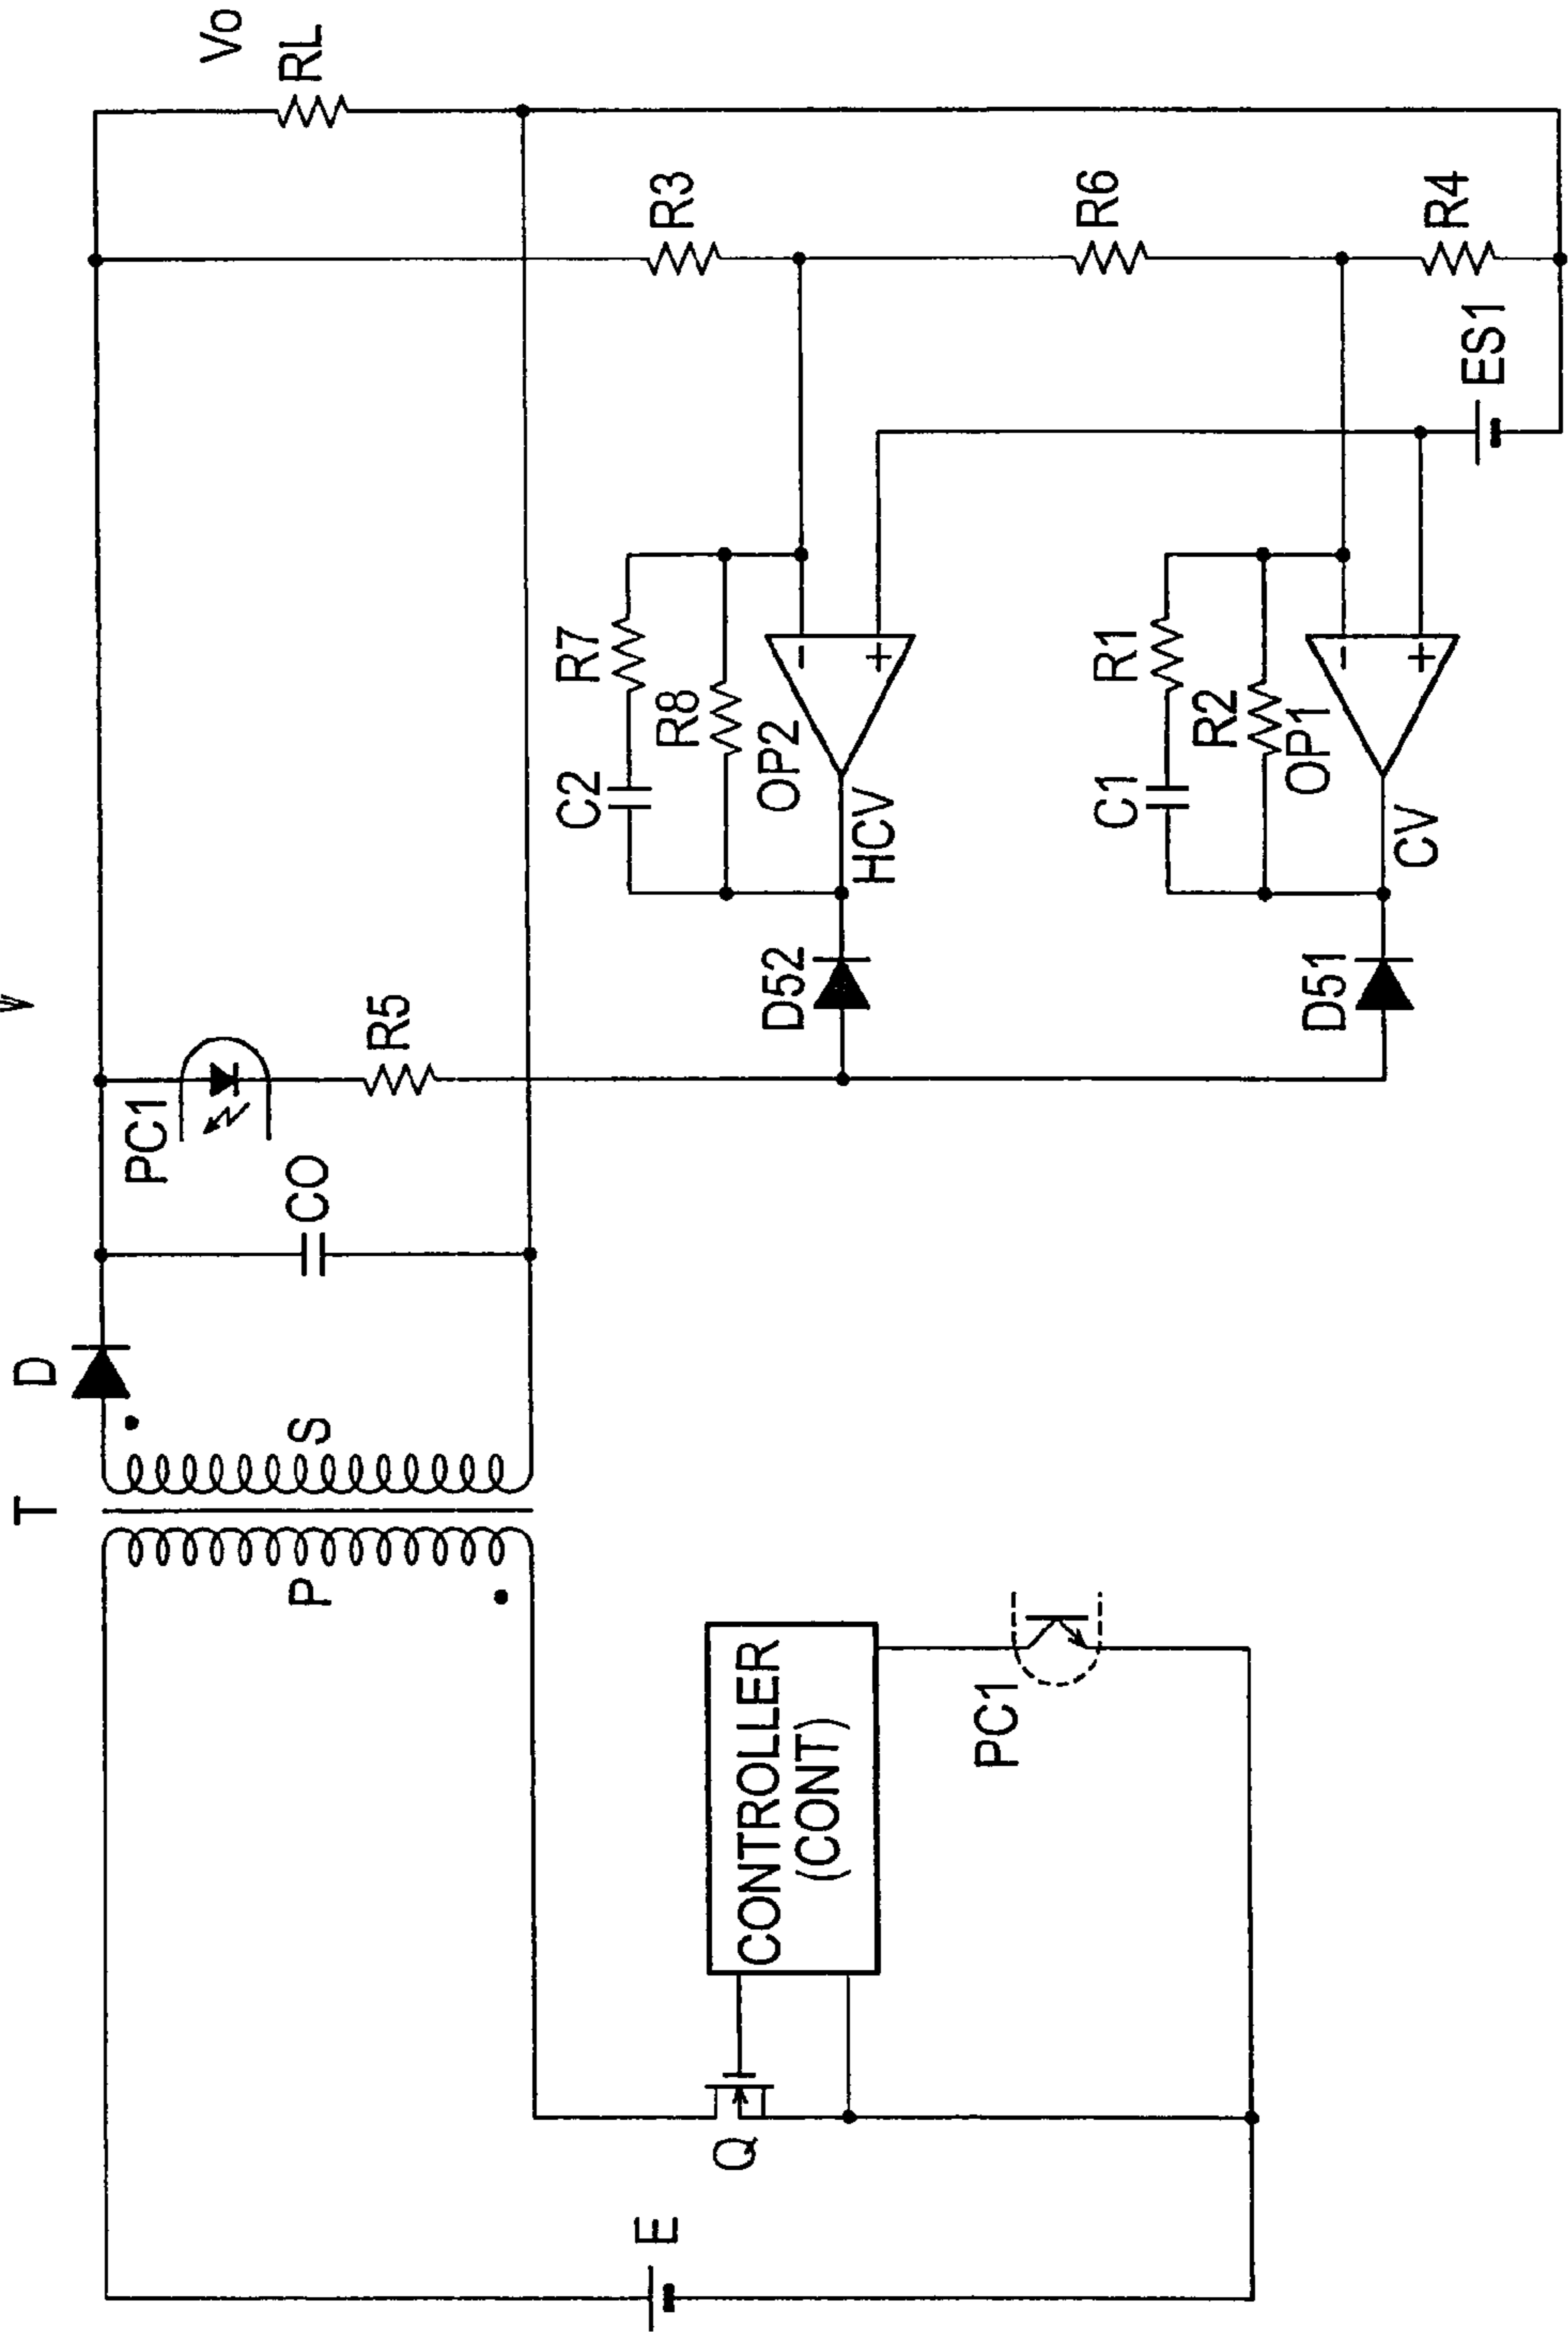 T
D
P
S
CO
PC1
R5
V
Vo
RL
R3
R6
R4
ES1
C2
R7
R8
OP2
−
+
HCV
D52
C1
R1
R2
OP1
−
+
CV
D51
E
Q
CONTROLLER
(CONT)
PC1